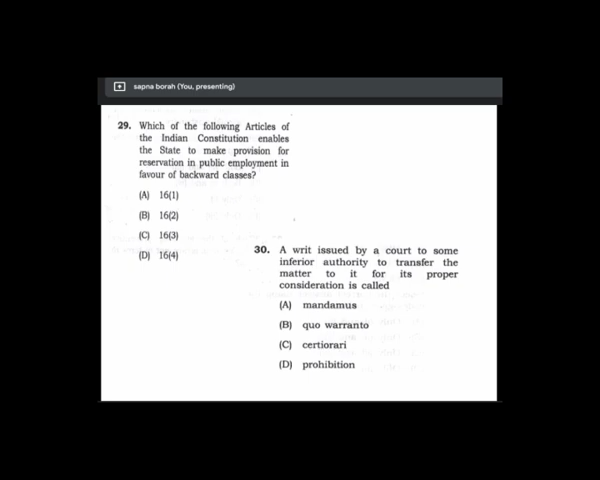 sapna borah (You, presenting)
29. Which of the following Articles of
the Indian Constitution enables
the State to make provision for
reservation in public employment in
favour of backward classes?
(A) 16(1)
(B) 16(2)
(C) 16(3)
(D) 16(4)
30. A writ issued by a court to some
inferior authority to transfer the
matter to it for its proper
consideration is called
(A) mandamus
(B) quo warranto
(C) certiorari
(D) prohibition